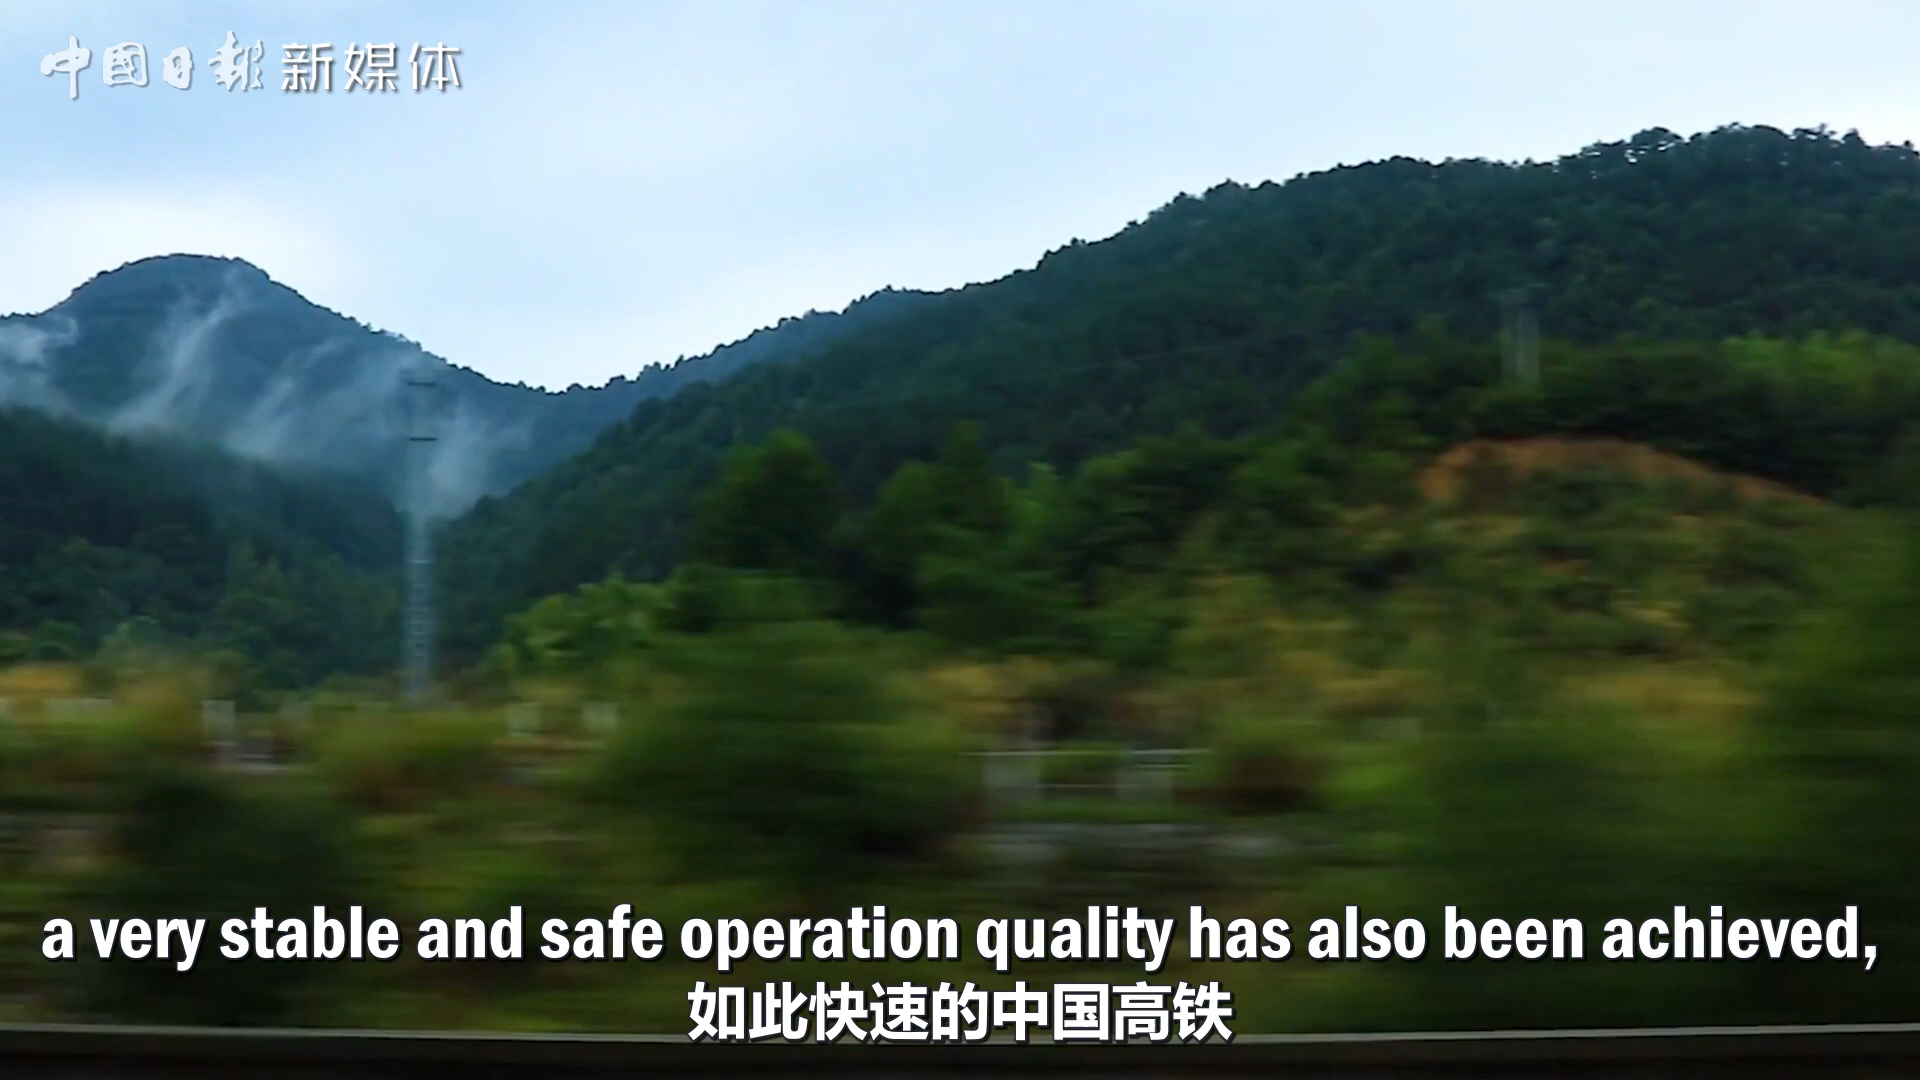 中国日报新媒体
a very stable and safe operation quality has also been achieved,
如此快速的中国高铁